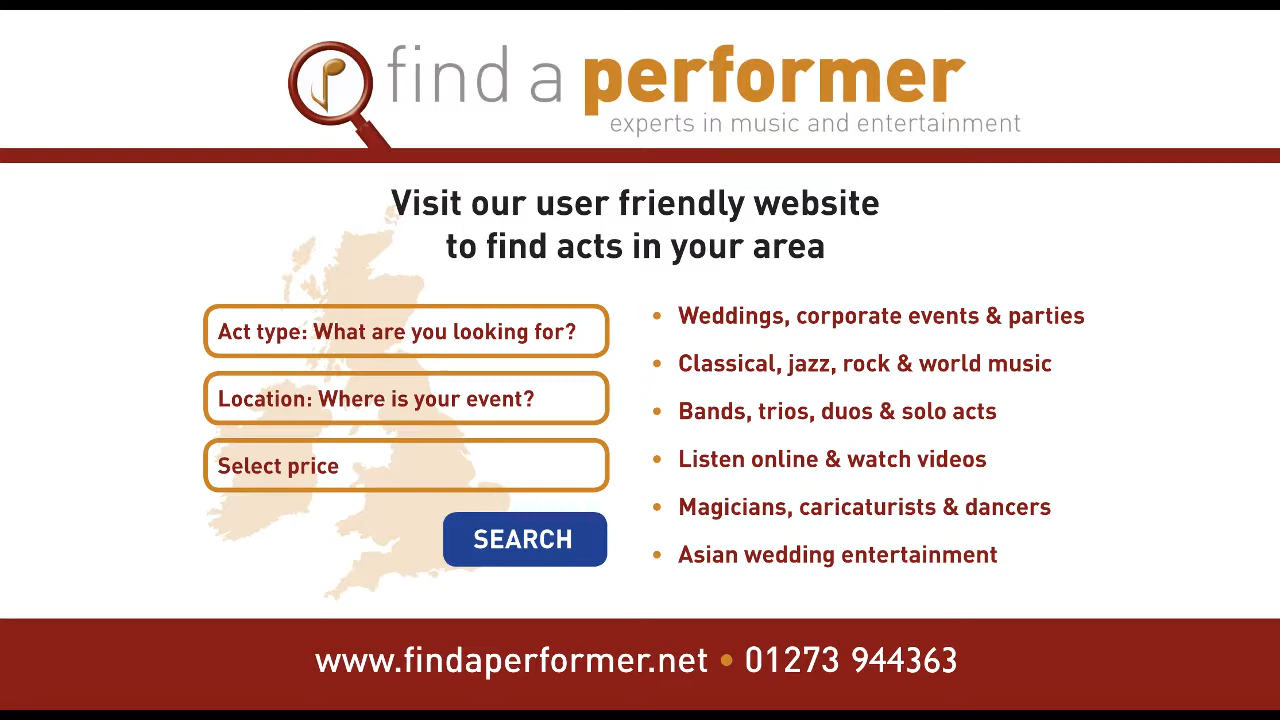 find a performer
experts in music and entertainment
Visit our user friendly website
to find acts in your area
Act type: What are you looking for?
Location: Where is your event?
Select price
SEARCH
• Weddings, corporate events & parties
• Classical, jazz, rock & world music
• Bands, trios, duos & solo acts
• Listen online & watch videos
• Magicians, caricaturists & dancers
• Asian wedding entertainment
www.findaperformer.net • 01273 944363